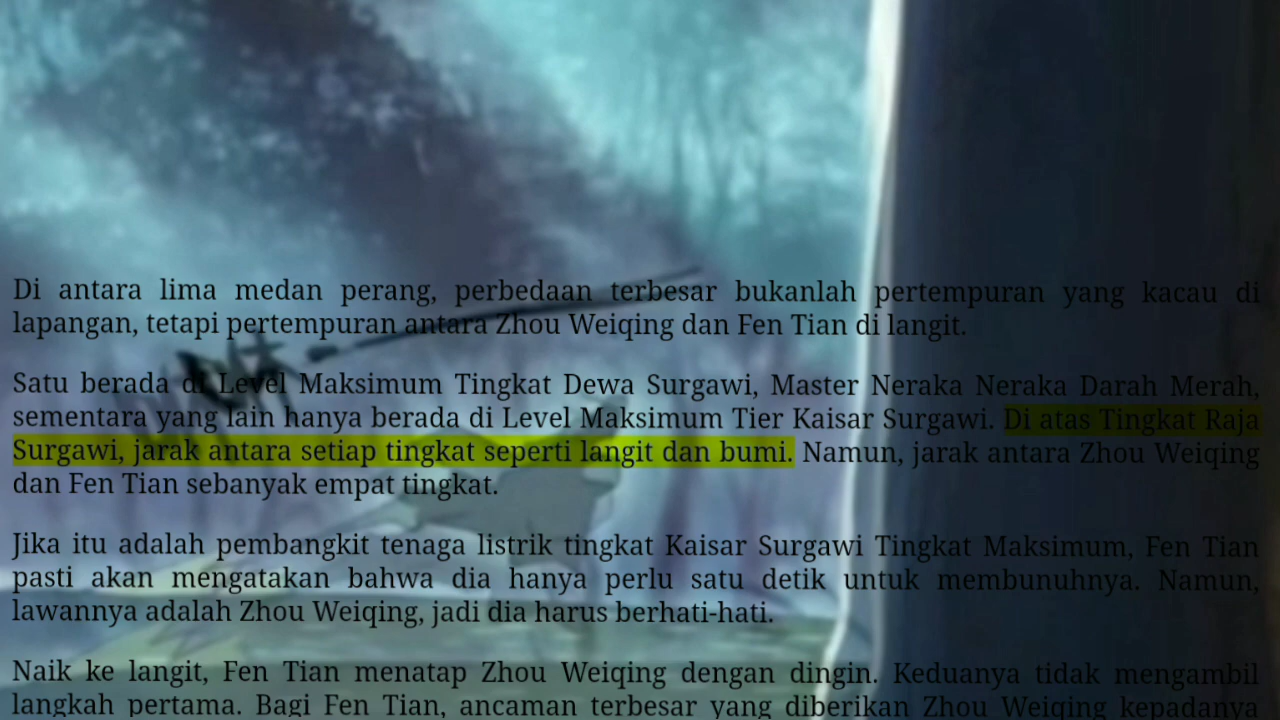 Di antara lima medan perang, perbedaan terbesar bukanlah pertempuran yang kacau di
lapangan, tetapi pertempuran antara Zhou Weiqing dan Fen Tian di langit.
Satu berada di Level Maksimum Tingkat Dewa Surgawi, Master Neraka Neraka Darah Merah,
sementara yang lain hanya berada di Level Maksimum Tier Kaisar Surgawi. Di atas Tingkat Raja
Surgawi, jarak antara setiap tingkat seperti langit dan bumi. Namun, jarak antara Zhou Weiqing
dan Fen Tian sebanyak empat tingkat.
Jika itu adalah pembangkit tenaga listrik tingkat Kaisar Surgawi Tingkat Maksimum, Fen Tian
pasti akan mengatakan bahwa dia hanya perlu satu detik untuk membunuhnya. Namun,
lawannya adalah Zhou Weiqing, jadi dia harus berhati-hati.
Naik ke langit, Fen Tian menatap Zhou Weiqing dengan dingin. Keduanya tidak mengambil
langkah pertama. Bagi Fen Tian, ancaman terbesar yang diberikan Zhou Weiqing kepadanya